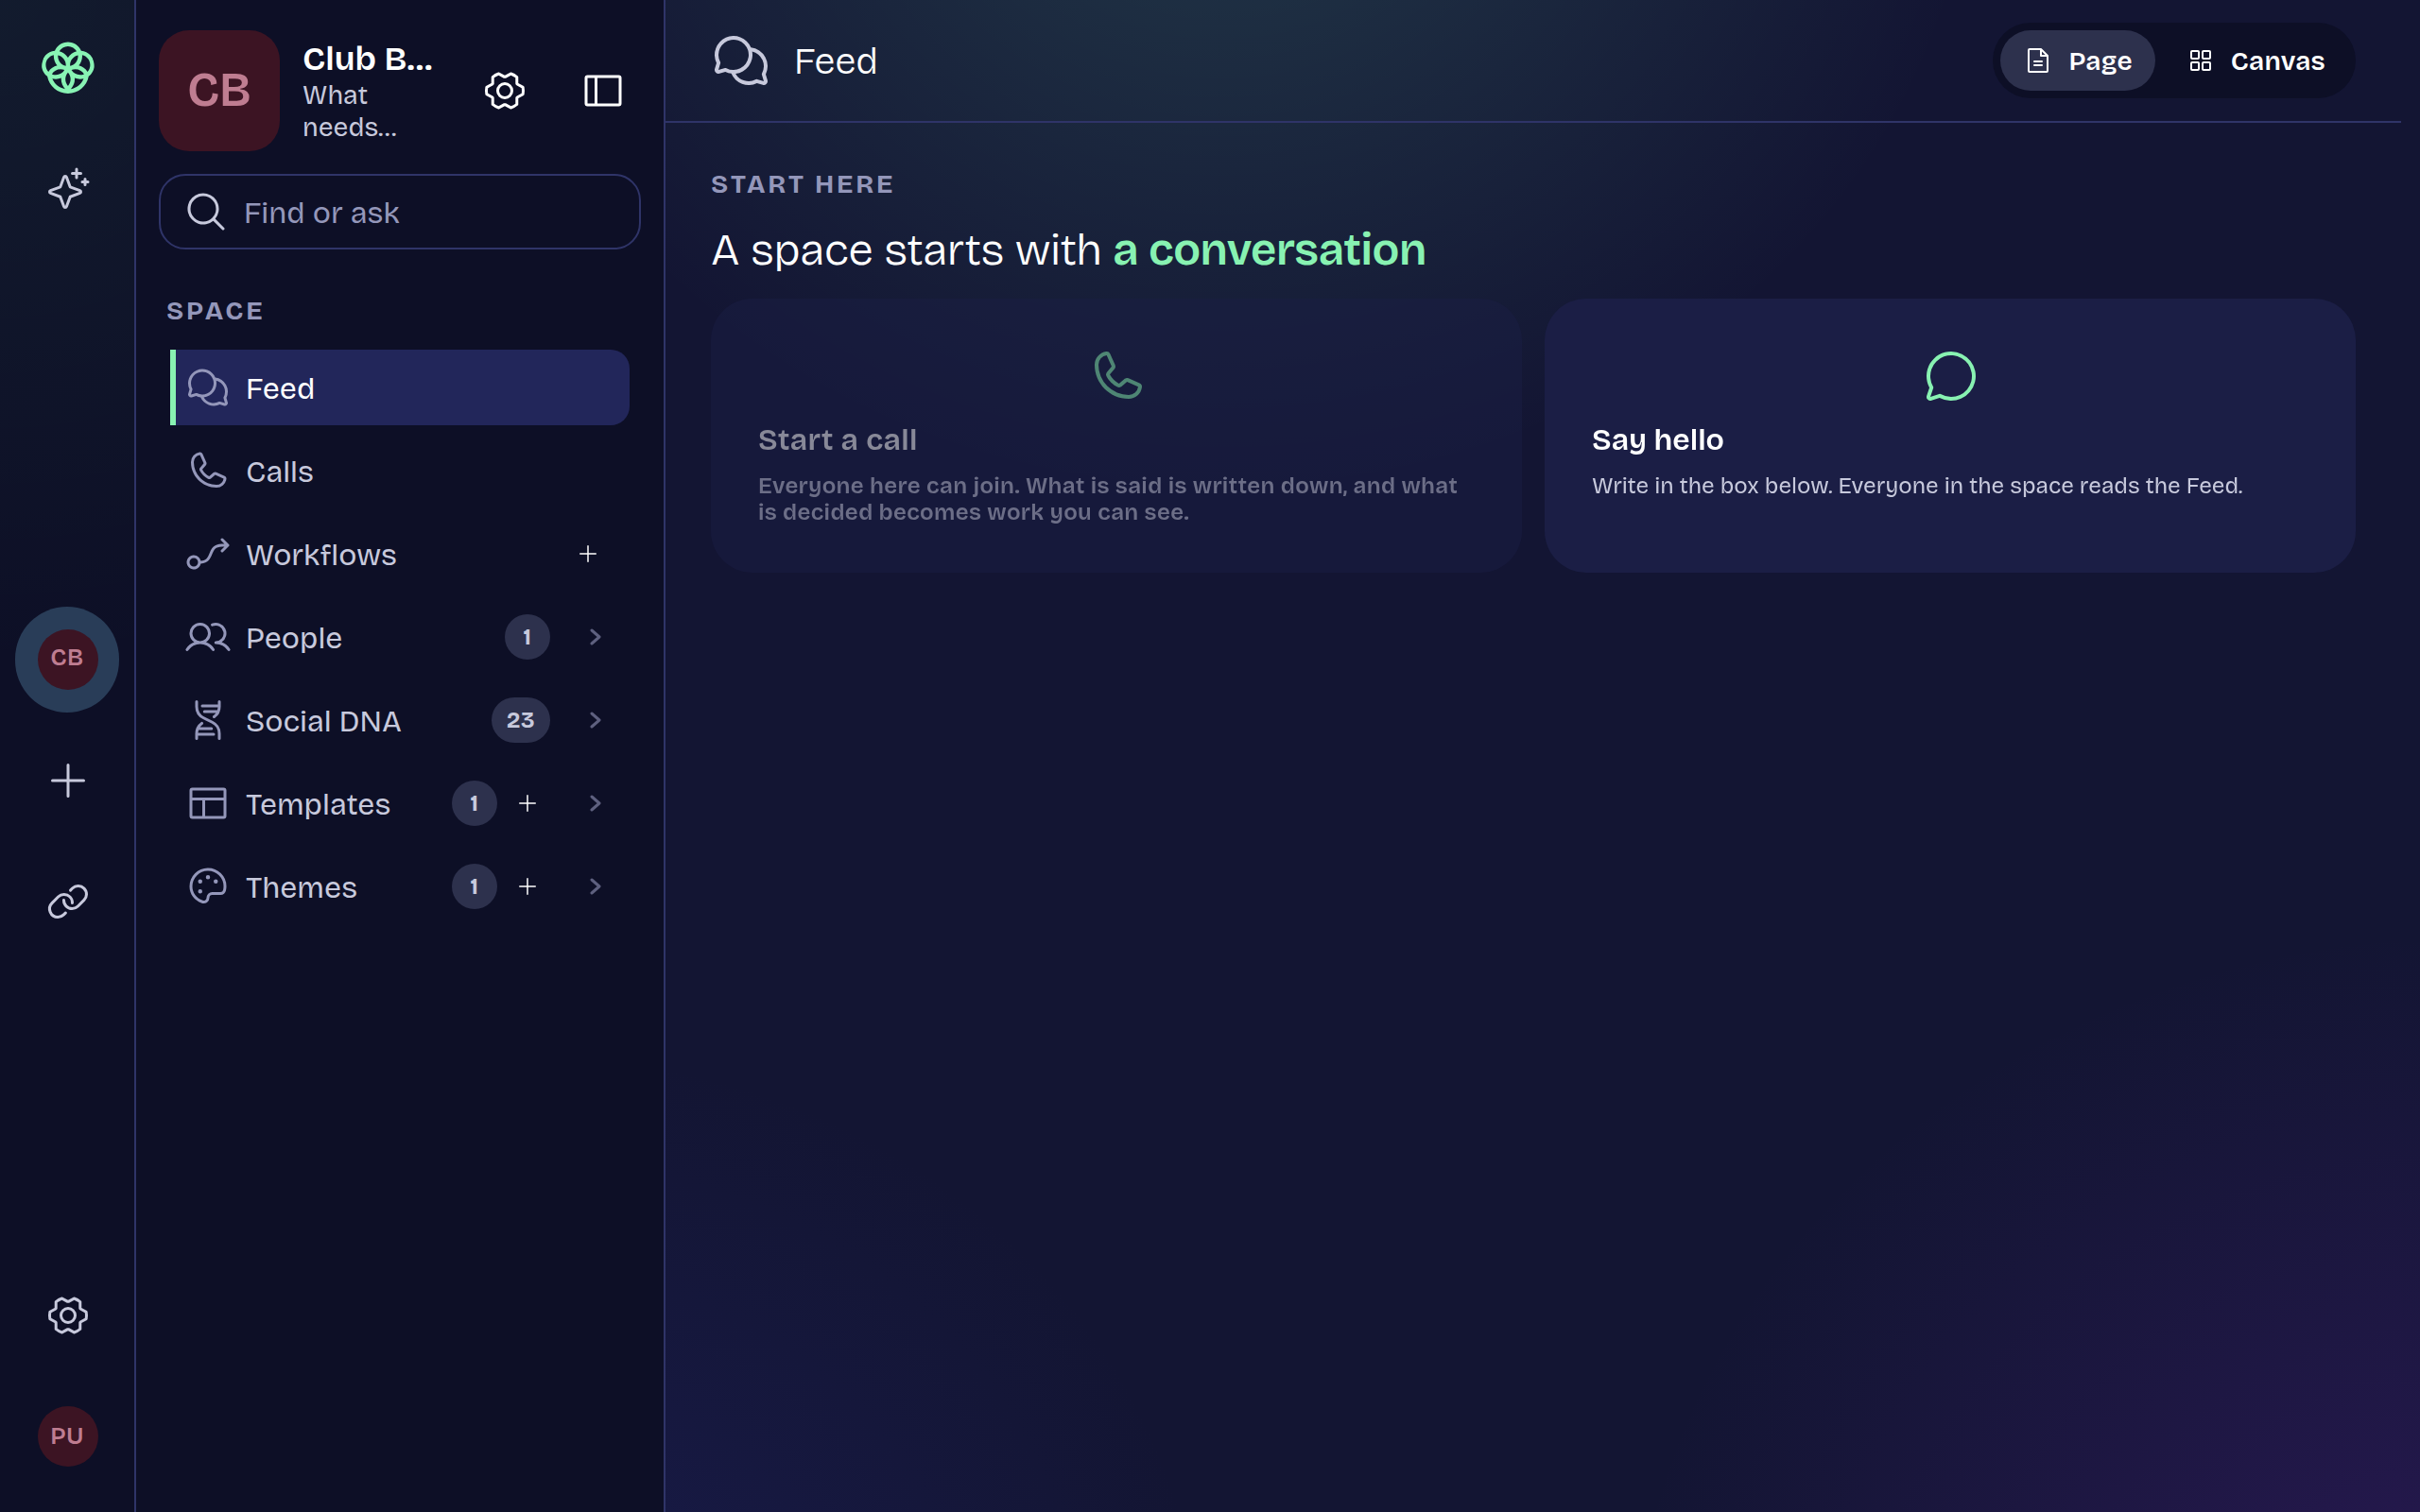 CB
Club B...
What
needs...
Find or ask
SPACE
Feed
Calls
Workflows
People
1
Social DNA
23
Templates
1
Themes
1
CB
PU
Feed
Page
Canvas
START HERE
A space starts with a conversation
Start a call
Everyone here can join. What is said is written down, and what
is decided becomes work you can see.
Say hello
Write in the box below. Everyone in the space reads the Feed.